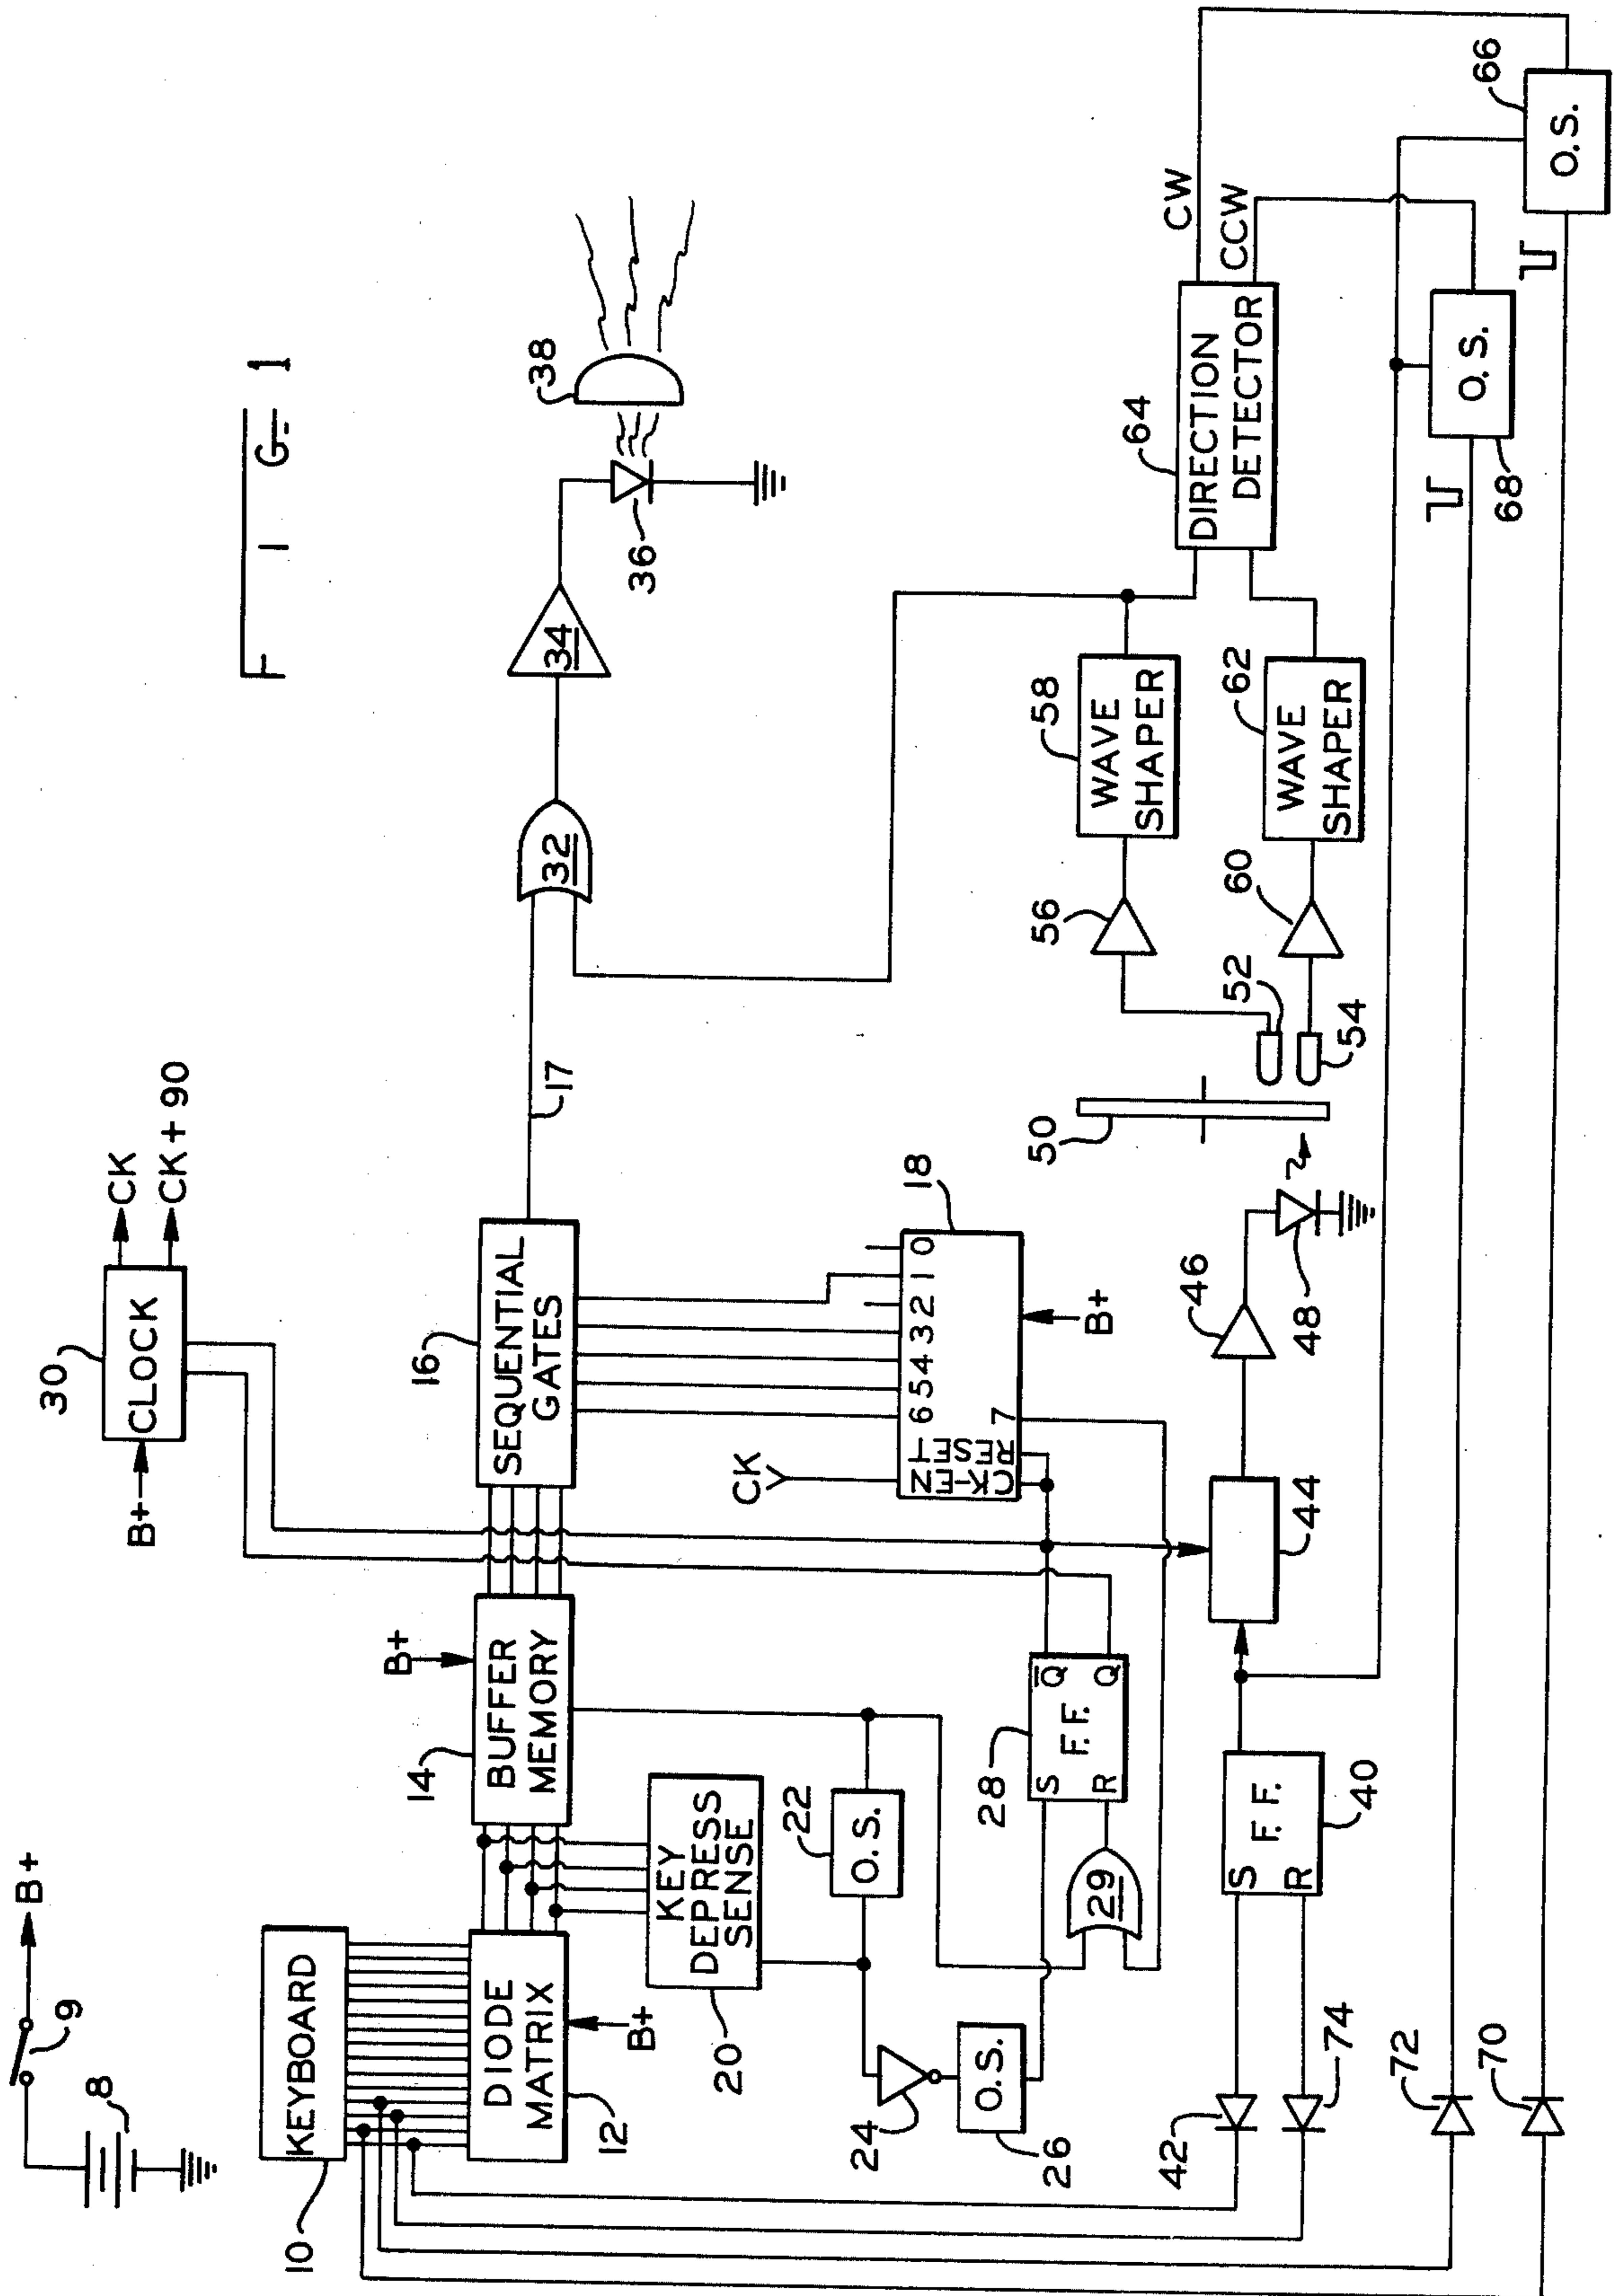 FIG. 1
9
B+
8
KEYBOARD
10
DIODE
MATRIX
12
B+
BUFFER
MEMORY
14
B+
SEQUENTIAL
GATES
16
17
B+
CLOCK
30
CK
CK + 90
32
34
36
38
KEY
DEPRESS
SENSE
20
O.S.
22
24
O.S.
26
S
R
F.F.
Q̅
Q
28
29
CK
CK-EN
RESET
6 5 4 3 2 1 0
7
18
B+
S
R
F.F.
40
42
74
44
46
48
50
52
54
56
60
WAVE
SHAPER
58
WAVE
SHAPER
62
DIRECTION
DETECTOR
64
CW
CCW
O.S.
66
O.S.
68
72
70